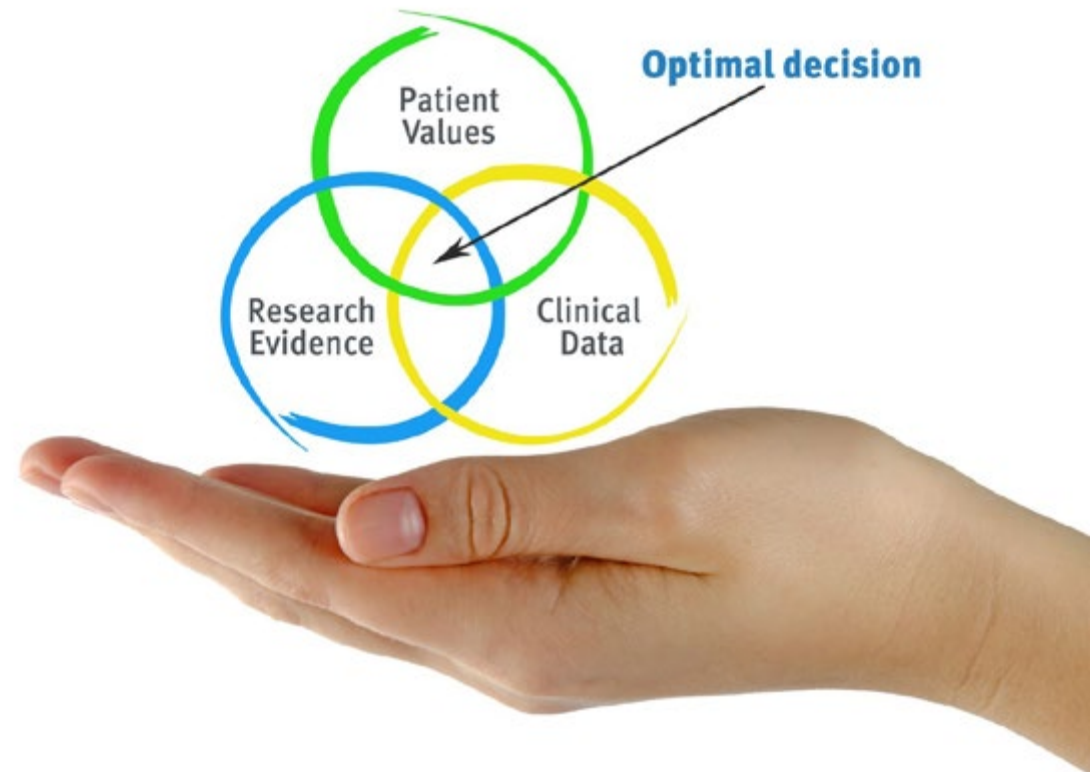 Optimal decision
Patient
Values
Research
Evidence
Clinical
Data